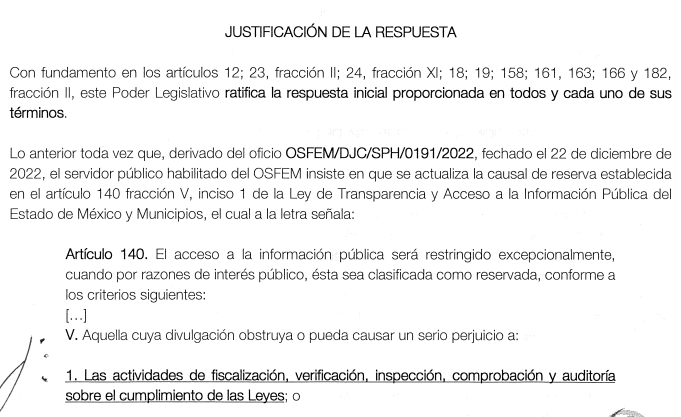 JUSTIFICACIÓN DE LA RESPUESTA
Con fundamento en los artículos 12; 23, fracción II; 24, fracción XI; 18; 19; 158; 161, 163; 166 y 182,
fracción II, este Poder Legislativo ratifica la respuesta inicial proporcionada en todos y cada uno de sus
términos.
Lo anterior toda vez que, derivado del oficio OSFEM/DJC/SPH/0191/2022, fechado el 22 de diciembre de
2022, el servidor público habilitado del OSFEM insiste en que se actualiza la causal de reserva establecida
en el artículo 140 fracción V, inciso 1 de la Ley de Transparencia y Acceso a la Información Pública del
Estado de México y Municipios, el cual a la letra señala:
Artículo 140. El acceso a la información pública será restringido excepcionalmente,
cuando por razones de interés público, ésta sea clasificada como reservada, conforme a
los criterios siguientes:
[...]
V. Aquella cuya divulgación obstruya o pueda causar un serio perjuicio a:
1. Las actividades de fiscalización, verificación, inspección, comprobación y auditoría
sobre el cumplimiento de las Leyes; o